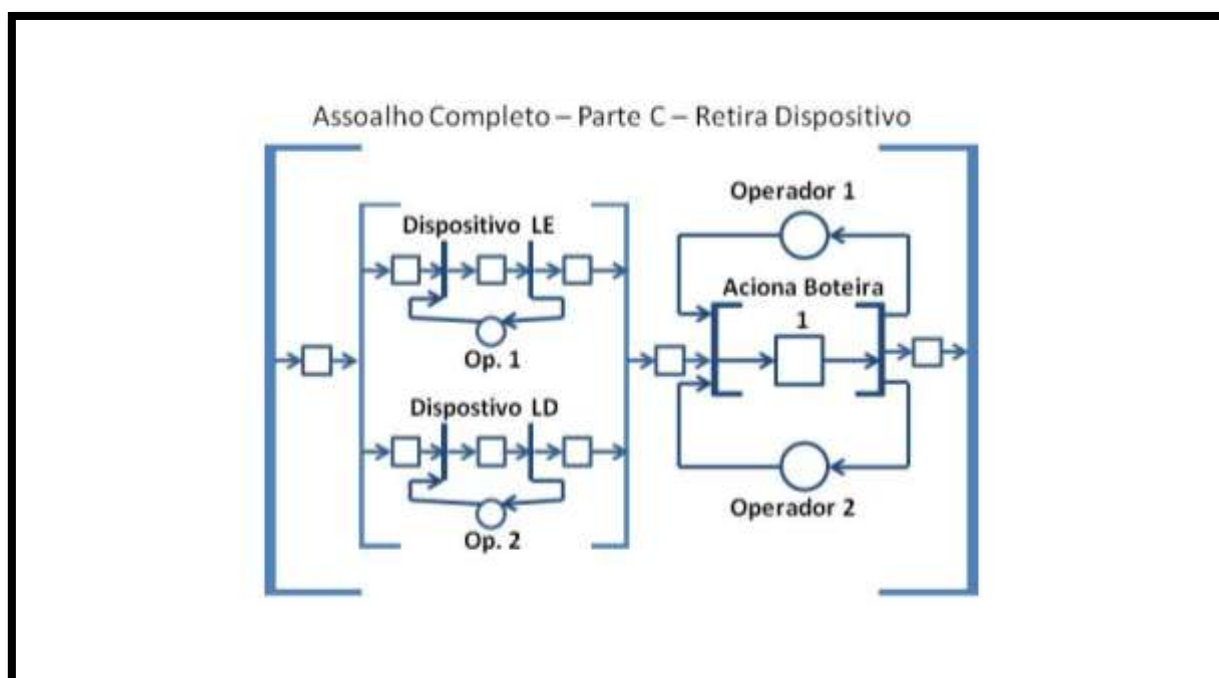 Assoalho Completo – Parte C – Retira Dispositivo
Operador 1
Dispositivo LE
Aciona Boteira
1
Op. 1
Dispostivo LD
Operador 2
Op. 2